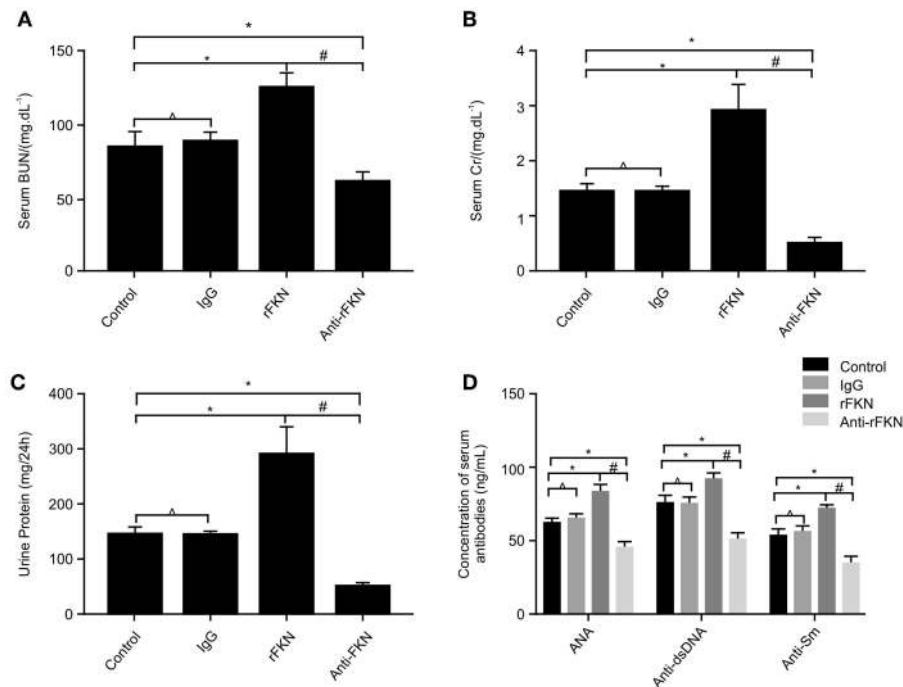 A
*
*
#
Serum BUN/(mg.dL⁻¹)
150
100
50
0
△
Control
IgG
rFKN
Anti-rFKN
B
*
*
#
Serum Cr/(mg.dL⁻¹)
4
3
2
1
0
△
Control
IgG
rFKN
Anti-FKN
C
*
*
#
Urine Protein (mg/24h)
400
300
200
100
0
△
Control
IgG
rFKN
Anti-FKN
D
Control
IgG
rFKN
Anti-rFKN
Concentration of serum
antibodies (ng/mL)
150
100
50
0
*
*
#
△
*
*
#
△
*
*
#
△
ANA
Anti-dsDNA
Anti-Sm